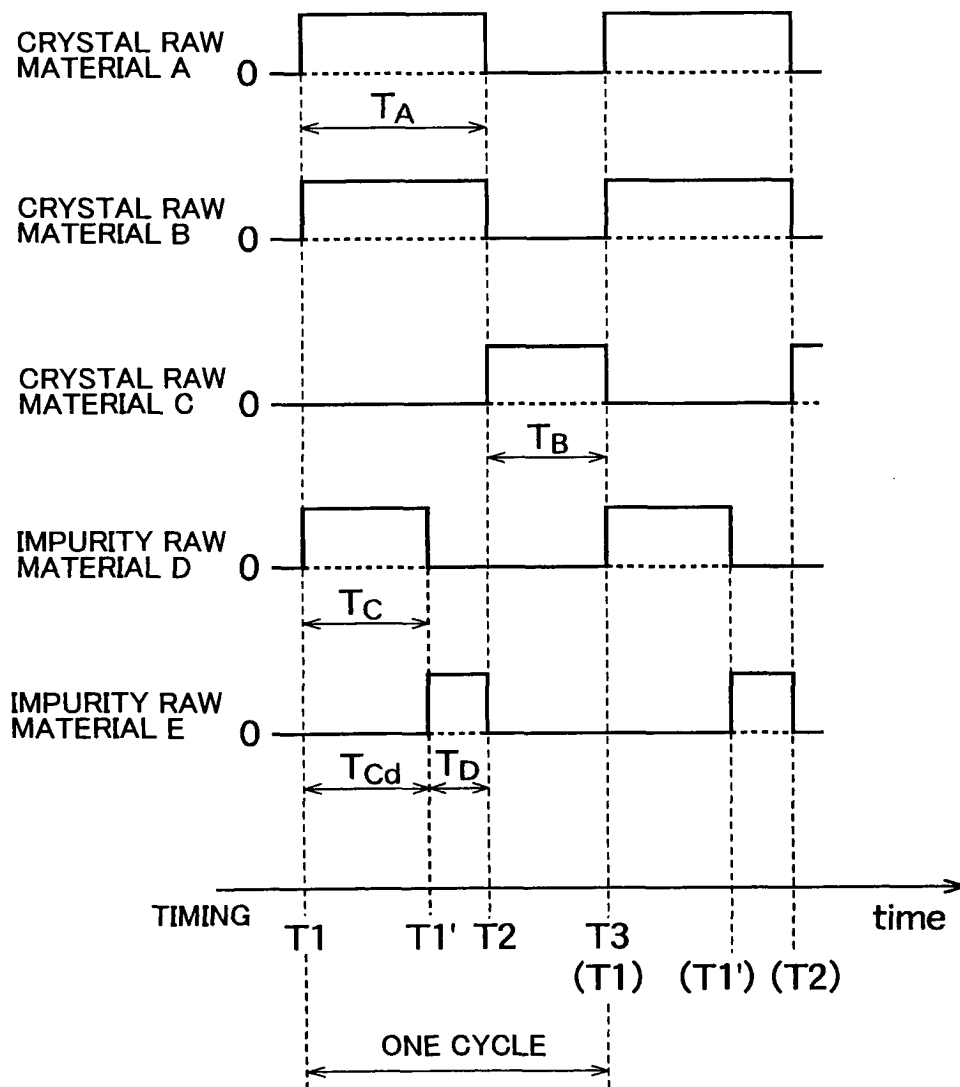 CRYSTAL RAW
MATERIAL A
0
TA
CRYSTAL RAW
MATERIAL B
0
CRYSTAL RAW
MATERIAL C
0
TB
IMPURITY RAW
MATERIAL D
0
TC
IMPURITY RAW
MATERIAL E
0
TCd TD
TIMING
time
T1 T1' T2 T3
(T1) (T1') (T2)
ONE CYCLE